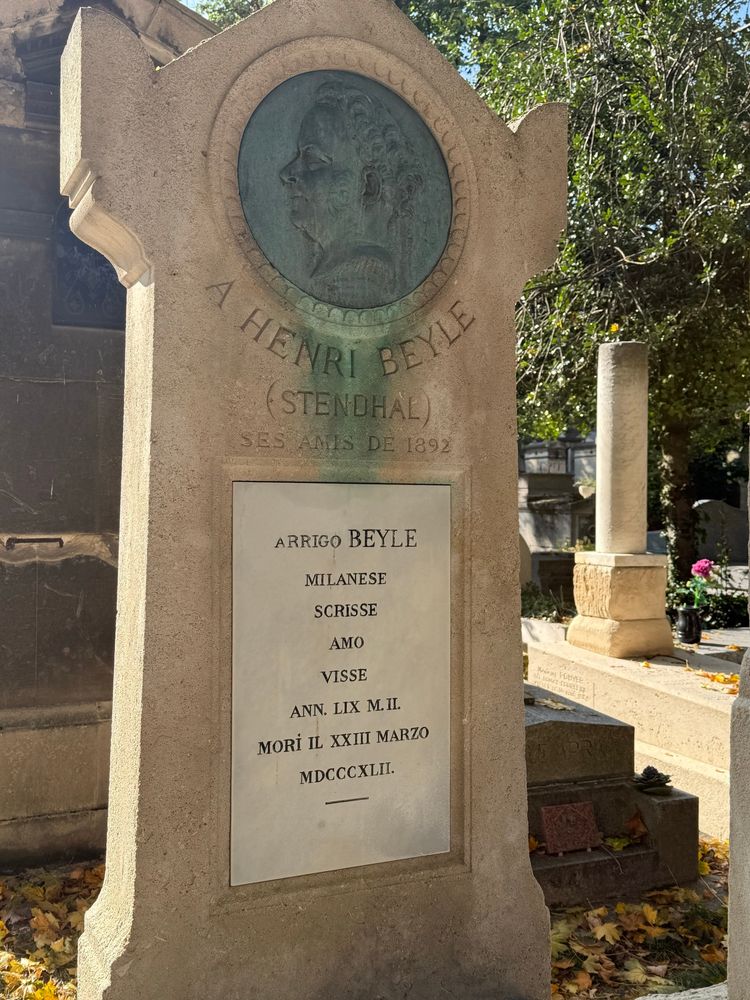 A HENRI BEYLE
(STENDHAL)
SES AMIS DE 1892
ARRIGO BEYLE
MILANESE
SCRISSE
AMO
VISSE
ANN. LIX M. II.
MORÌ IL XXIII MARZO
MDCCCXLII.